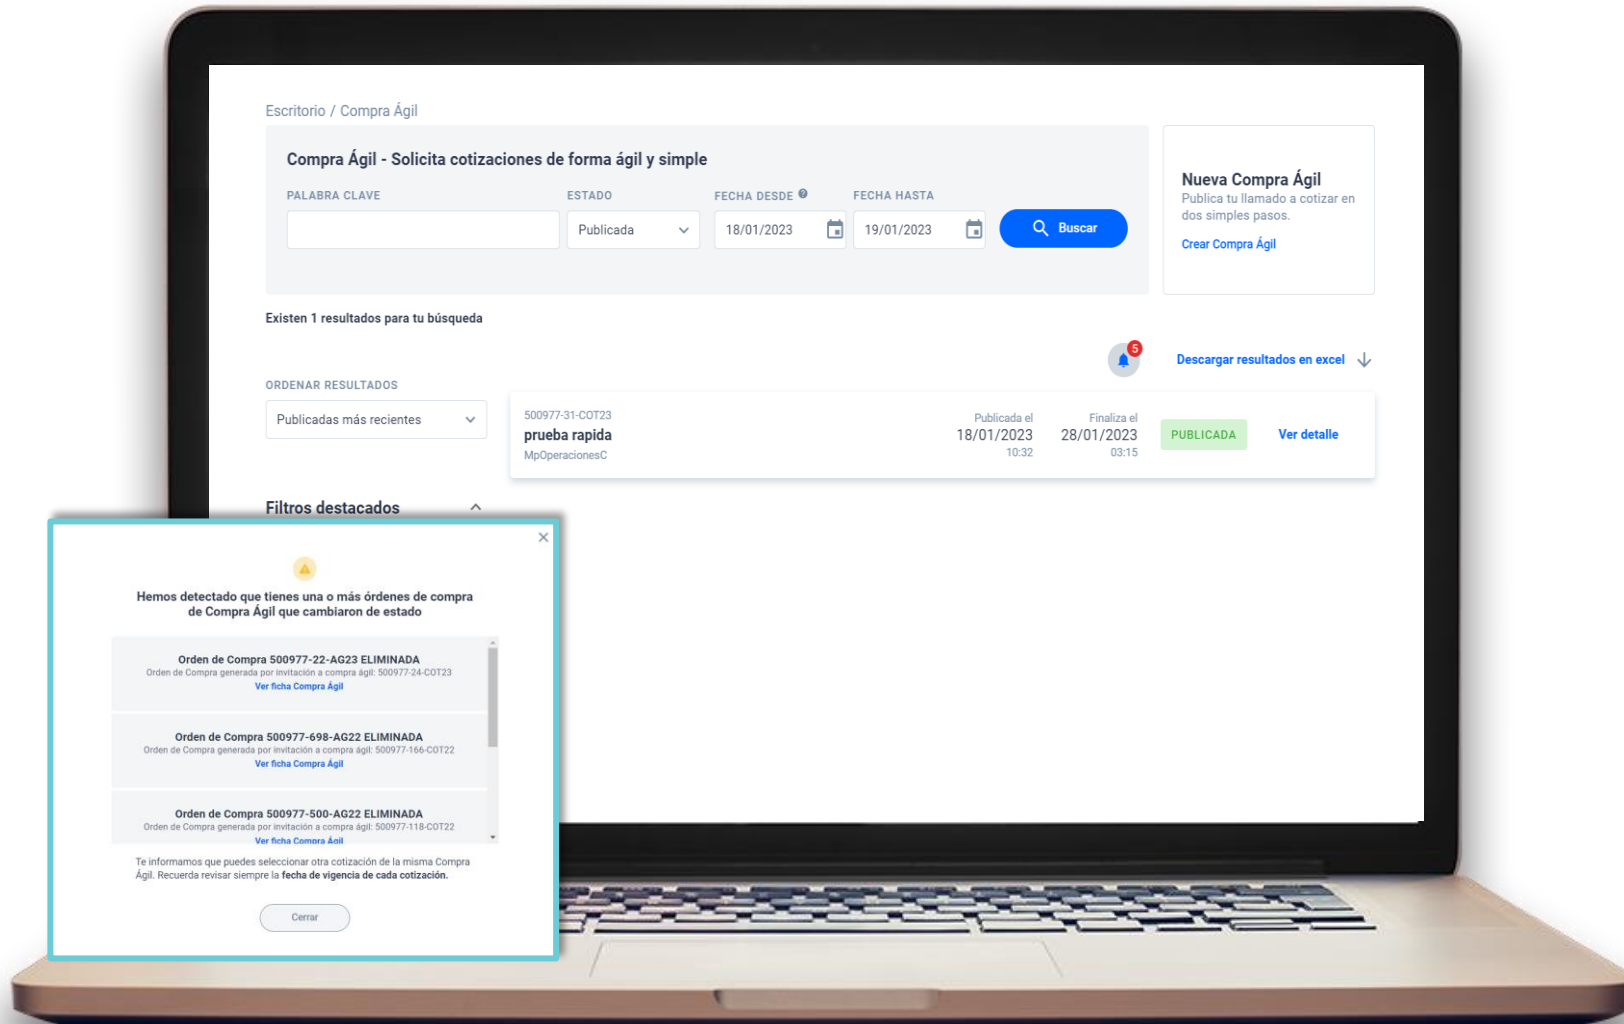 Escritorio / Compra Ágil
Compra Ágil - Solicita cotizaciones de forma ágil y simple
PALABRA CLAVE
ESTADO
FECHA DESDE ?
FECHA HASTA
Publicada
18/01/2023
19/01/2023
Buscar
Nueva Compra Ágil
Publica tu llamado a cotizar en
dos simples pasos.
Crear Compra Ágil
Existen 1 resultados para tu búsqueda
5
Descargar resultados en excel
ORDENAR RESULTADOS
Publicadas más recientes
500977-31-COT23
prueba rapida
MpOperacionesC
Publicada el
18/01/2023
10:32
Finaliza el
28/01/2023
03:15
PUBLICADA
Ver detalle
Filtros destacados
Hemos detectado que tienes una o más órdenes de compra
de Compra Ágil que cambiaron de estado
Orden de Compra 500977-22-AG23 ELIMINADA
Orden de Compra generada por invitación a compra ágil: 500977-24-COT23
Ver ficha Compra Ágil
Orden de Compra 500977-698-AG22 ELIMINADA
Orden de Compra generada por invitación a compra ágil: 500977-166-COT22
Ver ficha Compra Ágil
Orden de Compra 500977-500-AG22 ELIMINADA
Orden de Compra generada por invitación a compra ágil: 500977-118-COT22
Ver ficha Compra Ágil
Te informamos que puedes seleccionar otra cotización de la misma Compra
Ágil. Recuerda revisar siempre la fecha de vigencia de cada cotización.
Cerrar